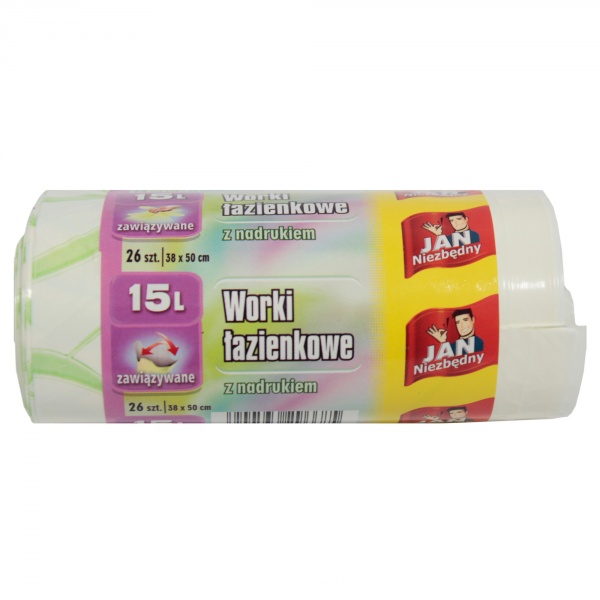 15L
zawiązywane
26 szt. 38 x 50 cm
Worki
łazienkowe
z nadrukiem
JAN
Niezbędny
15L
zawiązywane
26 szt. 38 x 50 cm
Worki
łazienkowe
z nadrukiem
JAN
Niezbędny
15L